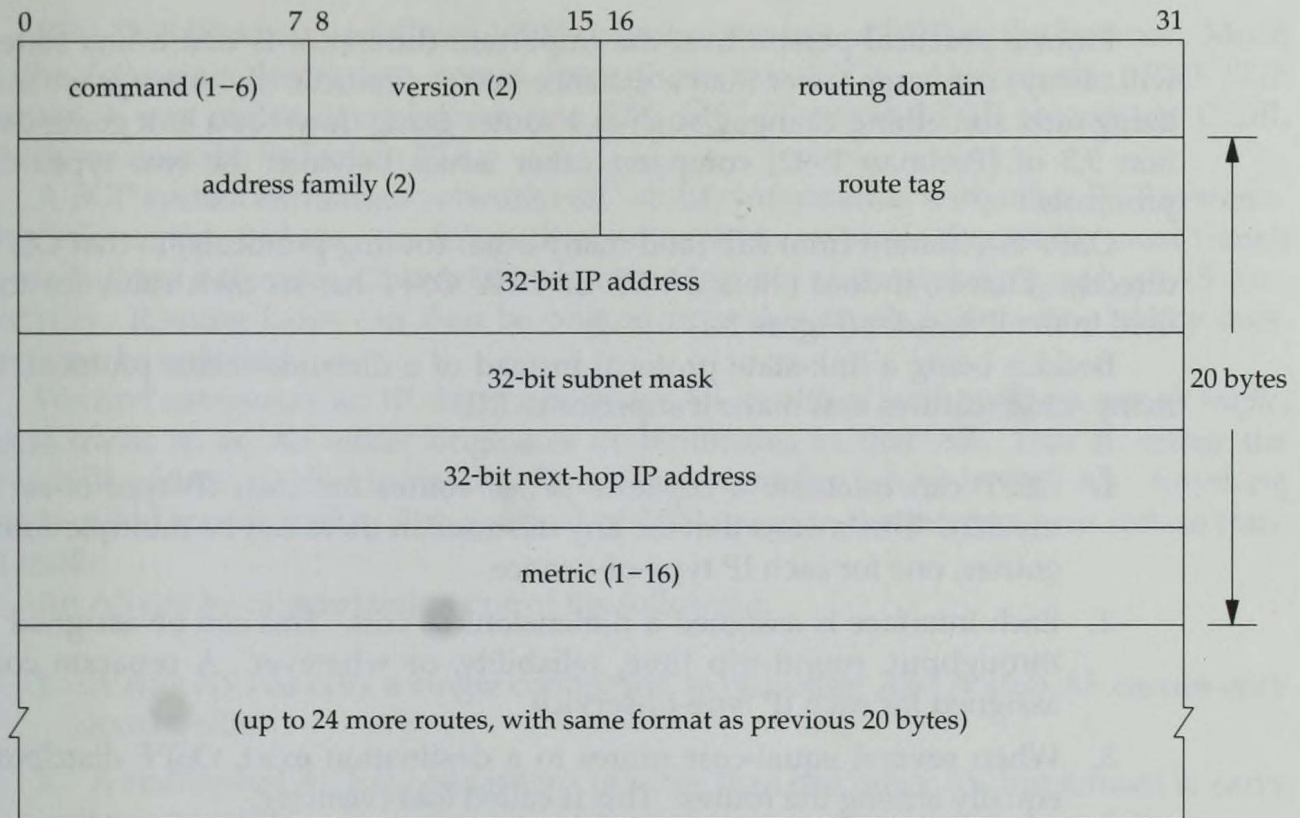 0 7 8 15 16 31
command (1-6) version (2) routing domain
address family (2) route tag
32-bit IP address
32-bit subnet mask
20 bytes
32-bit next-hop IP address
metric (1-16)
(up to 24 more routes, with same format as previous 20 bytes)